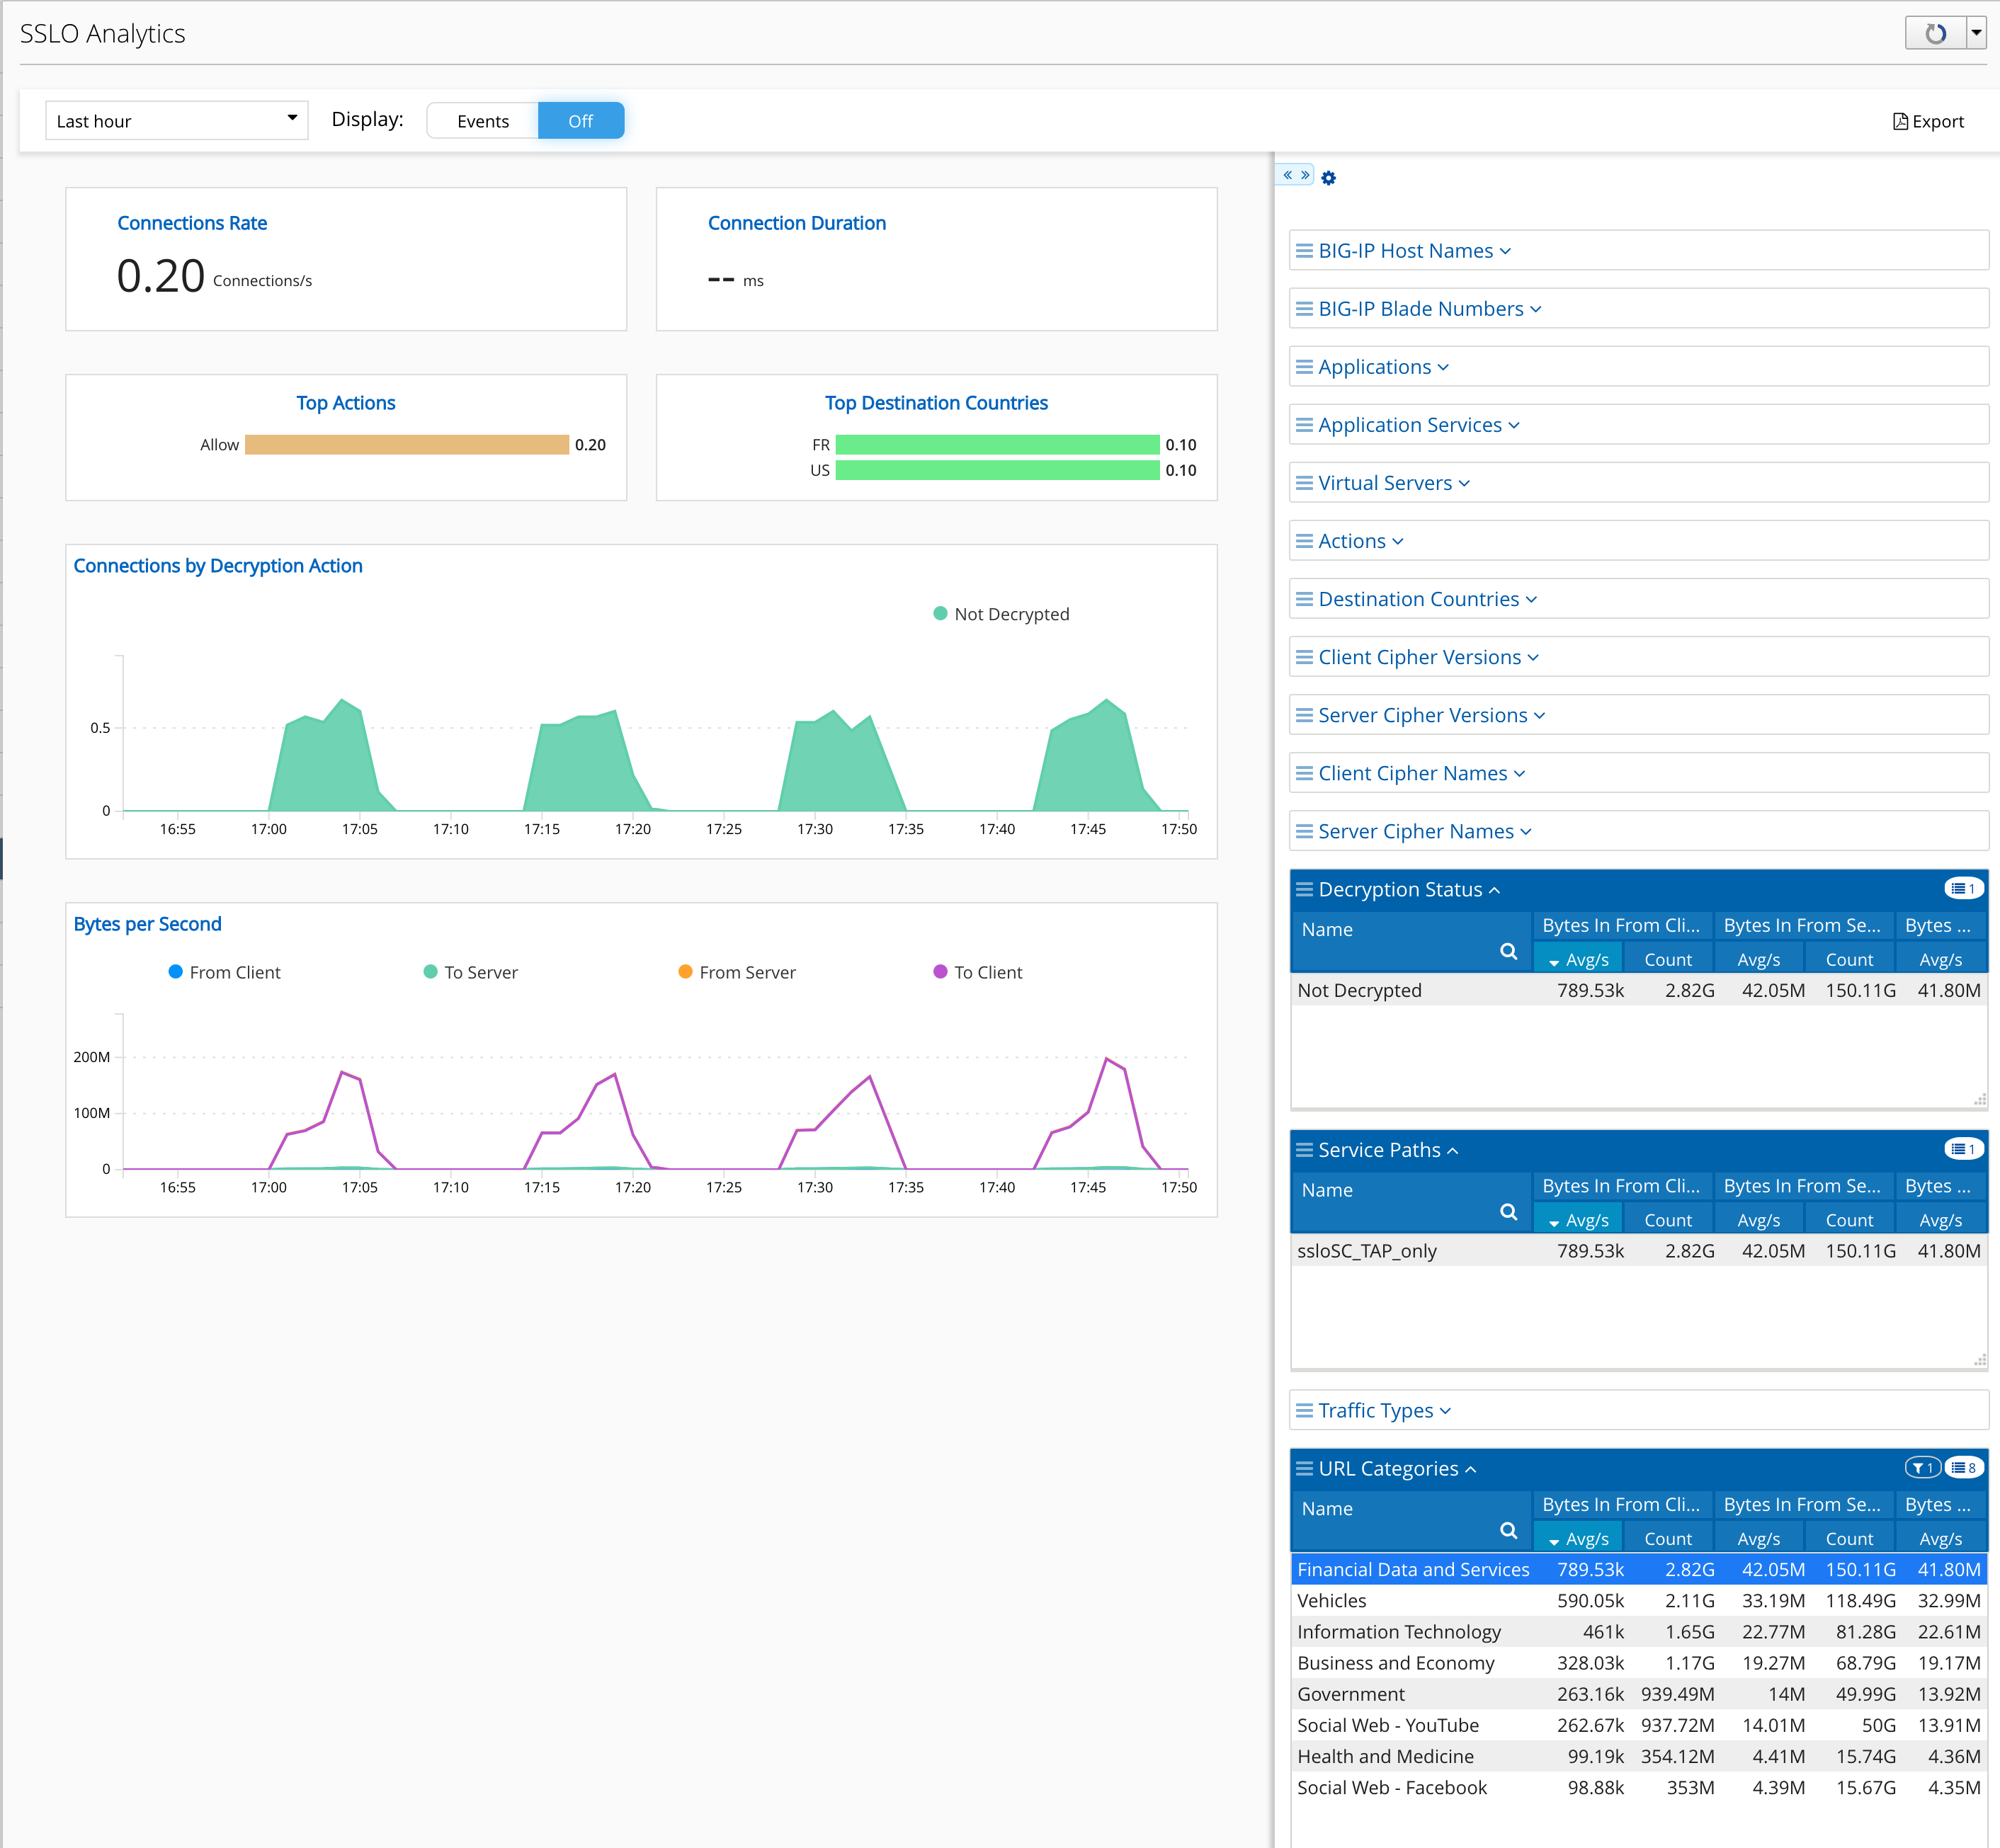 SSLO Analytics
Last hour
Display:
Events
Off
Export
Connections Rate
0.20 Connections/s
Connection Duration
-- ms
Top Actions
Allow 0.20
Top Destination Countries
FR 0.10
US 0.10
Connections by Decryption Action
Not Decrypted
0.5
0
16:55 17:00 17:05 17:10 17:15 17:20 17:25 17:30 17:35 17:40 17:45 17:50
Bytes per Second
From Client To Server From Server To Client
200M
100M
0
16:55 17:00 17:05 17:10 17:15 17:20 17:25 17:30 17:35 17:40 17:45 17:50
« »
BIG-IP Host Names
BIG-IP Blade Numbers
Applications
Application Services
Virtual Servers
Actions
Destination Countries
Client Cipher Versions
Server Cipher Versions
Client Cipher Names
Server Cipher Names
Decryption Status 1
Name Bytes In From Cli... Bytes In From Se... Bytes ...
Avg/s Count Avg/s Count Avg/s
Not Decrypted 789.53k 2.82G 42.05M 150.11G 41.80M
Service Paths 1
Name Bytes In From Cli... Bytes In From Se... Bytes ...
Avg/s Count Avg/s Count Avg/s
ssloSC_TAP_only 789.53k 2.82G 42.05M 150.11G 41.80M
Traffic Types
URL Categories 1 8
Name Bytes In From Cli... Bytes In From Se... Bytes ...
Avg/s Count Avg/s Count Avg/s
Financial Data and Services 789.53k 2.82G 42.05M 150.11G 41.80M
Vehicles 590.05k 2.11G 33.19M 118.49G 32.99M
Information Technology 461k 1.65G 22.77M 81.28G 22.61M
Business and Economy 328.03k 1.17G 19.27M 68.79G 19.17M
Government 263.16k 939.49M 14M 49.99G 13.92M
Social Web - YouTube 262.67k 937.72M 14.01M 50G 13.91M
Health and Medicine 99.19k 354.12M 4.41M 15.74G 4.36M
Social Web - Facebook 98.88k 353M 4.39M 15.67G 4.35M